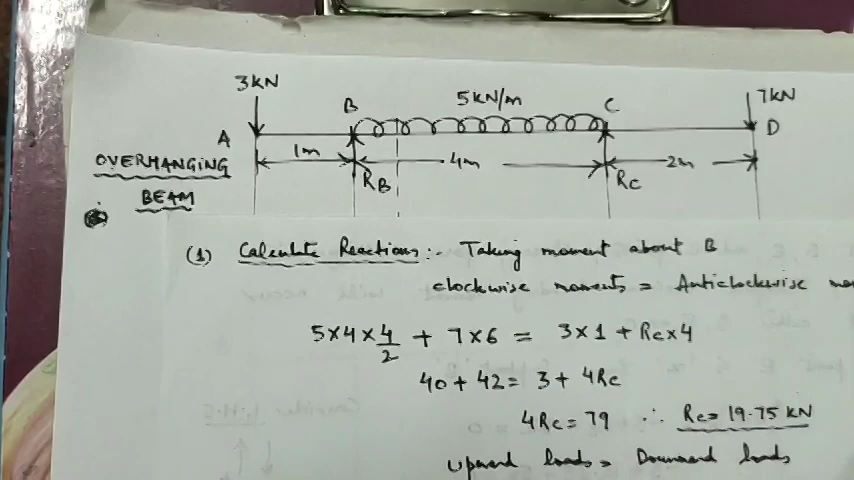 3kN
B 5kN/m C 7kN
A D
1m 4m 2m
RB RC
OVERHANGING
BEAM
(1) Calculate Reactions:- Taking moment about B
clockwise moments = Anticlockwise mo
5×4×4/2 + 7×6 = 3×1 + Rc×4
40 + 42 = 3 + 4Rc
4Rc = 79 ∴ Rc = 19.75 kN
Upward loads = Downward loads